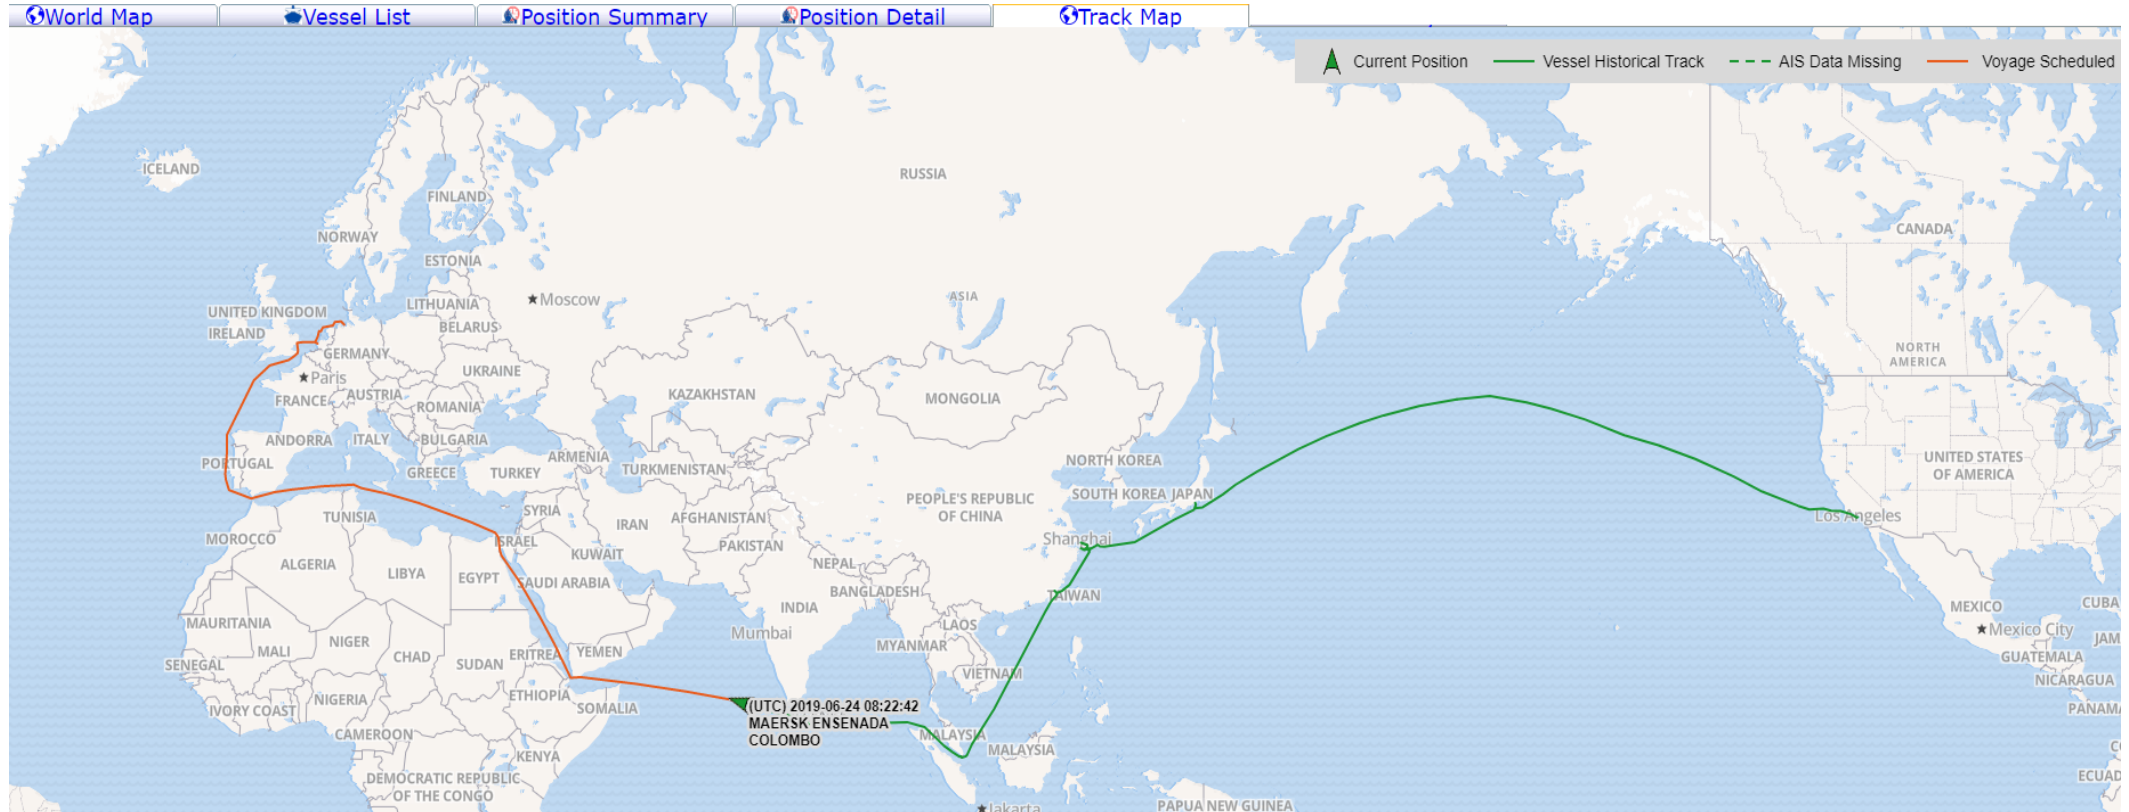 World Map
Vessel List
Position Summary
Position Detail
Track Map
Current Position
Vessel Historical Track
AIS Data Missing
Voyage Scheduled
ICELAND
RUSSIA
FINLAND
NORWAY
CANADA
ESTONIA
ASIA
Moscow
LITHUANIA
UNITED KINGDOM
IRELAND
BELARUS
GERMANY
NORTH
AMERICA
UKRAINE
Paris
AUSTRIA
KAZAKHSTAN
MONGOLIA
FRANCE
ROMANIA
ANDORRA
ITALY
BULGARIA
ARMENIA
NORTH KOREA
UNITED STATES
OF AMERICA
PORTUGAL
GREECE
TURKEY
TURKMENISTAN
SOUTH KOREA
JAPAN
PEOPLE'S REPUBLIC
OF CHINA
SYRIA
TUNISIA
IRAN
AFGHANISTAN
Los Angeles
MOROCCO
ISRAEL
Shanghai
KUWAIT
PAKISTAN
ALGERIA
LIBYA
EGYPT
SAUDI ARABIA
NEPAL
BANGLADESH
TAIWAN
INDIA
MEXICO
CUBA
MAURITANIA
LAOS
Mumbai
Mexico City
NIGER
MALI
MYANMAR
JAM
CHAD
SUDAN
ERITREA
YEMEN
GUATEMALA
SENEGAL
VIETNAM
NICARAGUA
NIGERIA
ETHIOPIA
IVORY COAST
SOMALIA
PANAMA
(UTC) 2019-06-24 08:22:42
MAERSK ENSENADA
COLOMBO
CAMEROON
MALAYSIA
MALAYSIA
KENYA
DEMOCRATIC REPUBLIC
OF THE CONGO
ECUAD
Jakarta
PAPUA NEW GUINEA